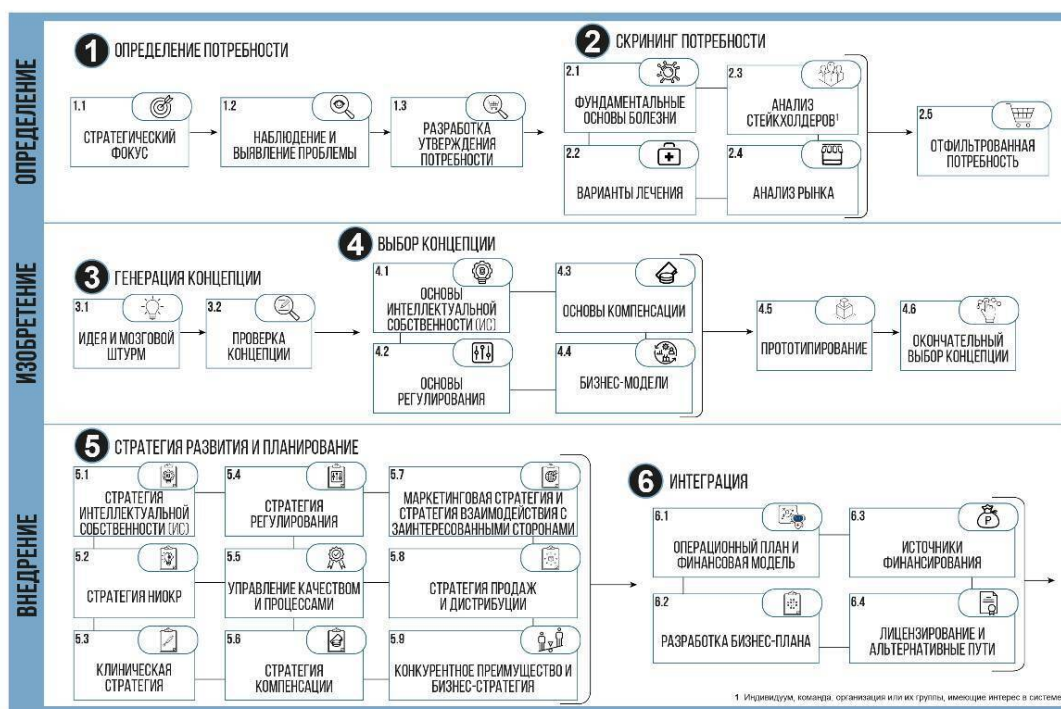 ОПРЕДЕЛЕНИЕ
1 ОПРЕДЕЛЕНИЕ ПОТРЕБНОСТИ
1.1
СТРАТЕГИЧЕСКИЙ
ФОКУС
1.2
НАБЛЮДЕНИЕ И
ВЫЯВЛЕНИЕ ПРОБЛЕМЫ
1.3
РАЗРАБОТКА
УТВЕРЖДЕНИЯ
ПОТРЕБНОСТИ
2 СКРИНИНГ ПОТРЕБНОСТИ
2.1
ФУНДАМЕНТАЛЬНЫЕ
ОСНОВЫ БОЛЕЗНИ
2.2
ВАРИАНТЫ ЛЕЧЕНИЯ
2.3
АНАЛИЗ
СТЕЙКХОЛДЕРОВ¹
2.4
АНАЛИЗ РЫНКА
2.5
ОТФИЛЬТРОВАННАЯ
ПОТРЕБНОСТЬ
ИЗОБРЕТЕНИЕ
3 ГЕНЕРАЦИЯ КОНЦЕПЦИИ
3.1
ИДЕЯ И МОЗГОВОЙ
ШТУРМ
3.2
ПРОВЕРКА
КОНЦЕПЦИИ
4 ВЫБОР КОНЦЕПЦИИ
4.1
ОСНОВЫ
ИНТЕЛЛЕКТУАЛЬНОЙ
СОБСТВЕННОСТИ (ИС)
4.2
ОСНОВЫ
РЕГУЛИРОВАНИЯ
4.3
ОСНОВЫ КОМПЕНСАЦИИ
4.4
БИЗНЕС-МОДЕЛИ
4.5
ПРОТОТИПИРОВАНИЕ
4.6
ОКОНЧАТЕЛЬНЫЙ
ВЫБОР КОНЦЕПЦИИ
ВНЕДРЕНИЕ
5 СТРАТЕГИЯ РАЗВИТИЯ И ПЛАНИРОВАНИЕ
5.1
СТРАТЕГИЯ
ИНТЕЛЛЕКТУАЛЬНОЙ
СОБСТВЕННОСТИ (ИС)
5.2
СТРАТЕГИЯ НИОКР
5.3
КЛИНИЧЕСКАЯ
СТРАТЕГИЯ
5.4
СТРАТЕГИЯ
РЕГУЛИРОВАНИЯ
5.5
УПРАВЛЕНИЕ КАЧЕСТВОМ
И ПРОЦЕССАМИ
5.6
СТРАТЕГИЯ
КОМПЕНСАЦИИ
5.7
МАРКЕТИНГОВАЯ СТРАТЕГИЯ И
СТРАТЕГИЯ ВЗАИМОДЕЙСТВИЯ С
ЗАИНТЕРЕСОВАННЫМИ СТОРОНАМИ
5.8
СТРАТЕГИЯ ПРОДАЖ
И ДИСТРИБУЦИИ
5.9
КОНКУРЕНТНОЕ ПРЕИМУЩЕСТВО И
БИЗНЕС-СТРАТЕГИЯ
6 ИНТЕГРАЦИЯ
6.1
ОПЕРАЦИОННЫЙ ПЛАН И
ФИНАНСОВАЯ МОДЕЛЬ
6.2
РАЗРАБОТКА БИЗНЕС-ПЛАНА
6.3
Р
ИСТОЧНИКИ
ФИНАНСИРОВАНИЯ
6.4
ЛИЦЕНЗИРОВАНИЕ И
АЛЬТЕРНАТИВНЫЕ ПУТИ
1 Индивидуум, команда, организация или их группы, имеющие интерес в системе